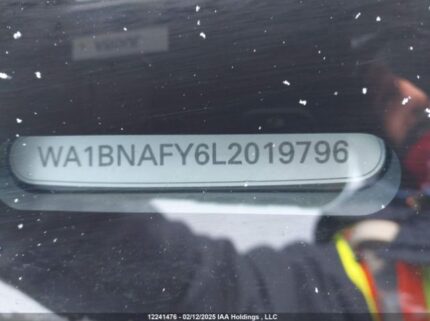 WA1BNAFY6L2019796
12241476 - 02/12/2025 IAA Holdings , LLC